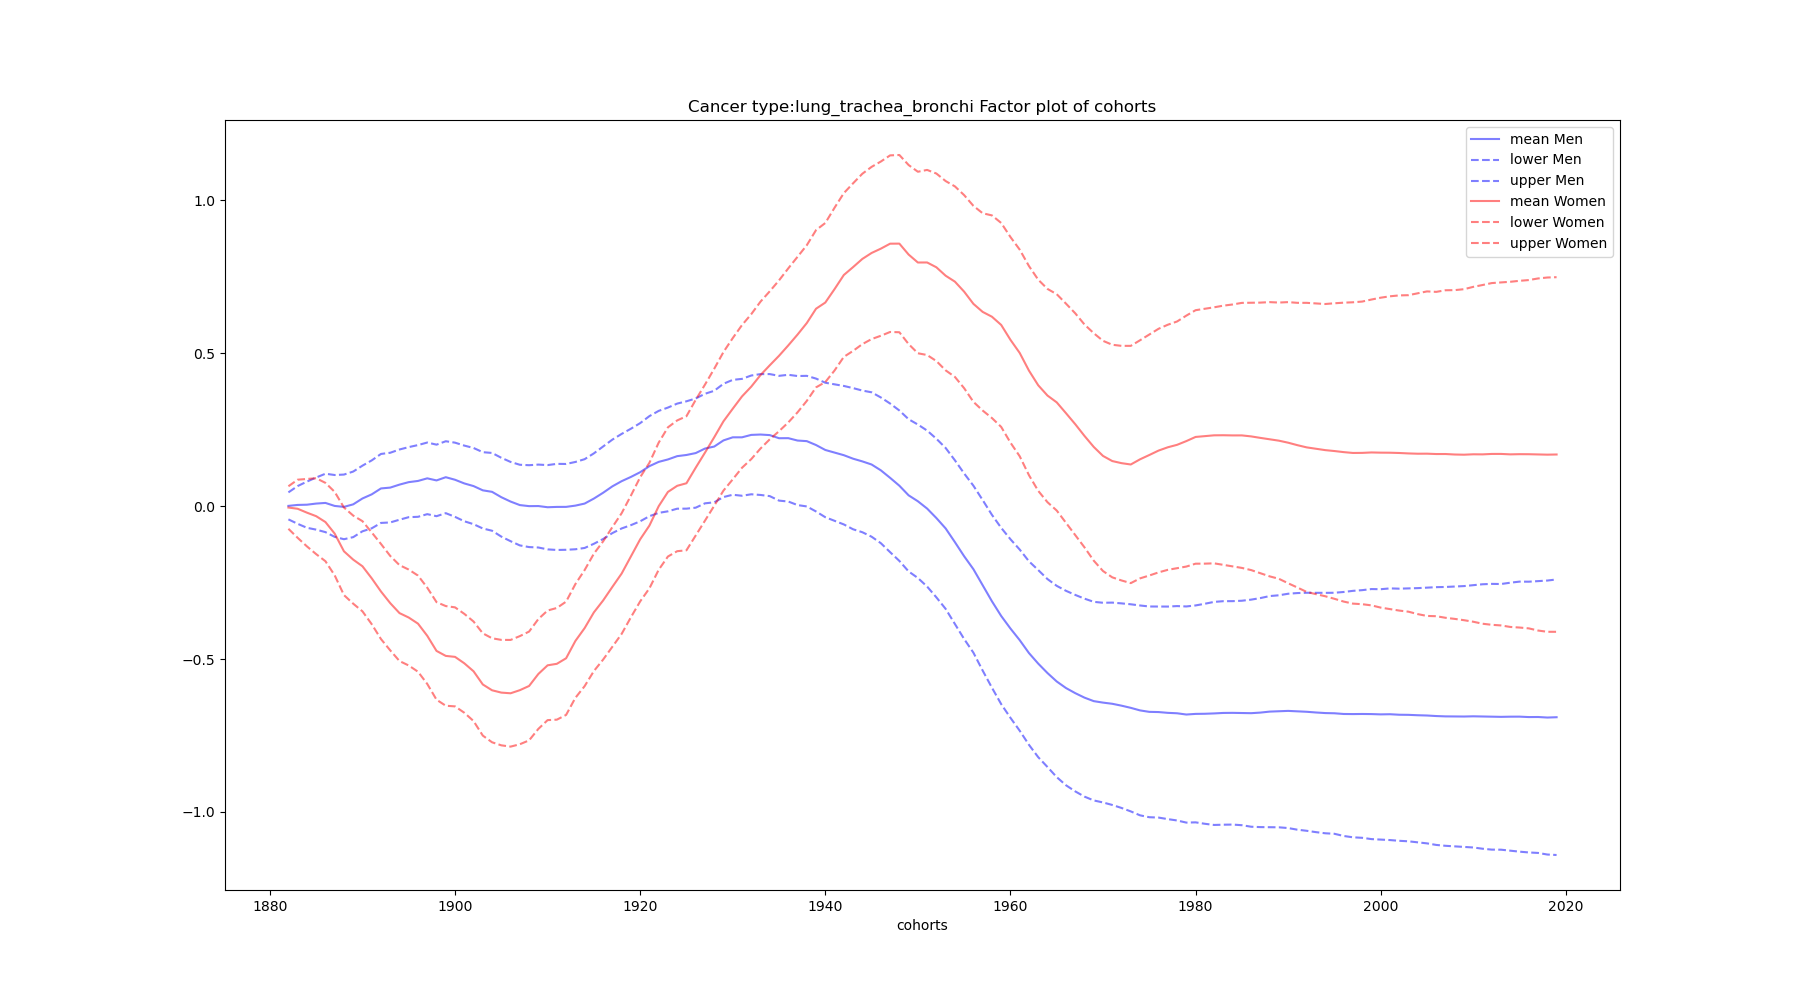 Cancer type:lung_trachea_bronchi Factor plot of cohorts
mean Men
lower Men
upper Men
mean Women
lower Women
upper Women
1.0
0.5
0.0
−0.5
−1.0
1880 1900 1920 1940 1960 1980 2000 2020
cohorts